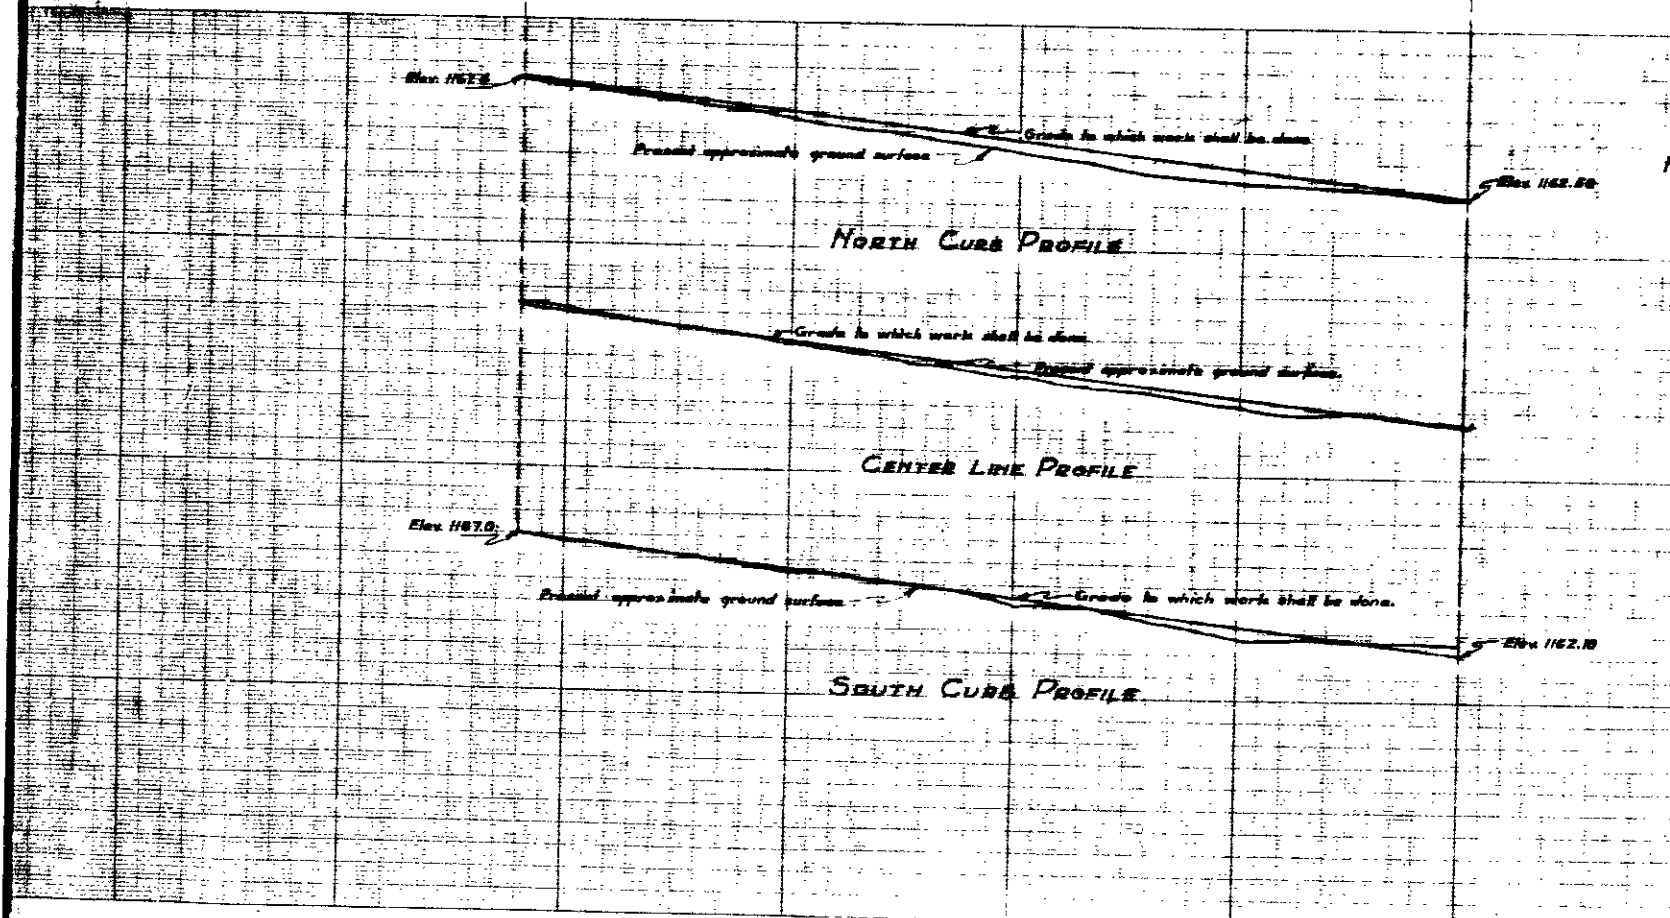 Elev. 1167.6
Grade to which work shall be done.
Present approximate ground surface
Elev. 1162.58
NORTH CURB PROFILE
Grade to which work shall be done.
Present approximate ground surface.
CENTER LINE PROFILE
Elev. 1167.0
Present approximate ground surface
Grade to which work shall be done.
Elev. 1162.18
SOUTH CURB PROFILE